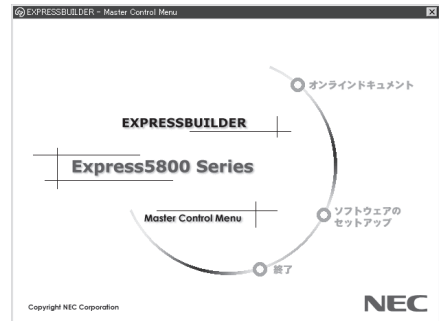 EXPRESSBUILDER - Master Control Menu
オンラインドキュメント
EXPRESSBUILDER
Express5800 Series
Master Control Menu
ソフトウェアの
セットアップ
終了
Copyright NEC Corporation
NEC